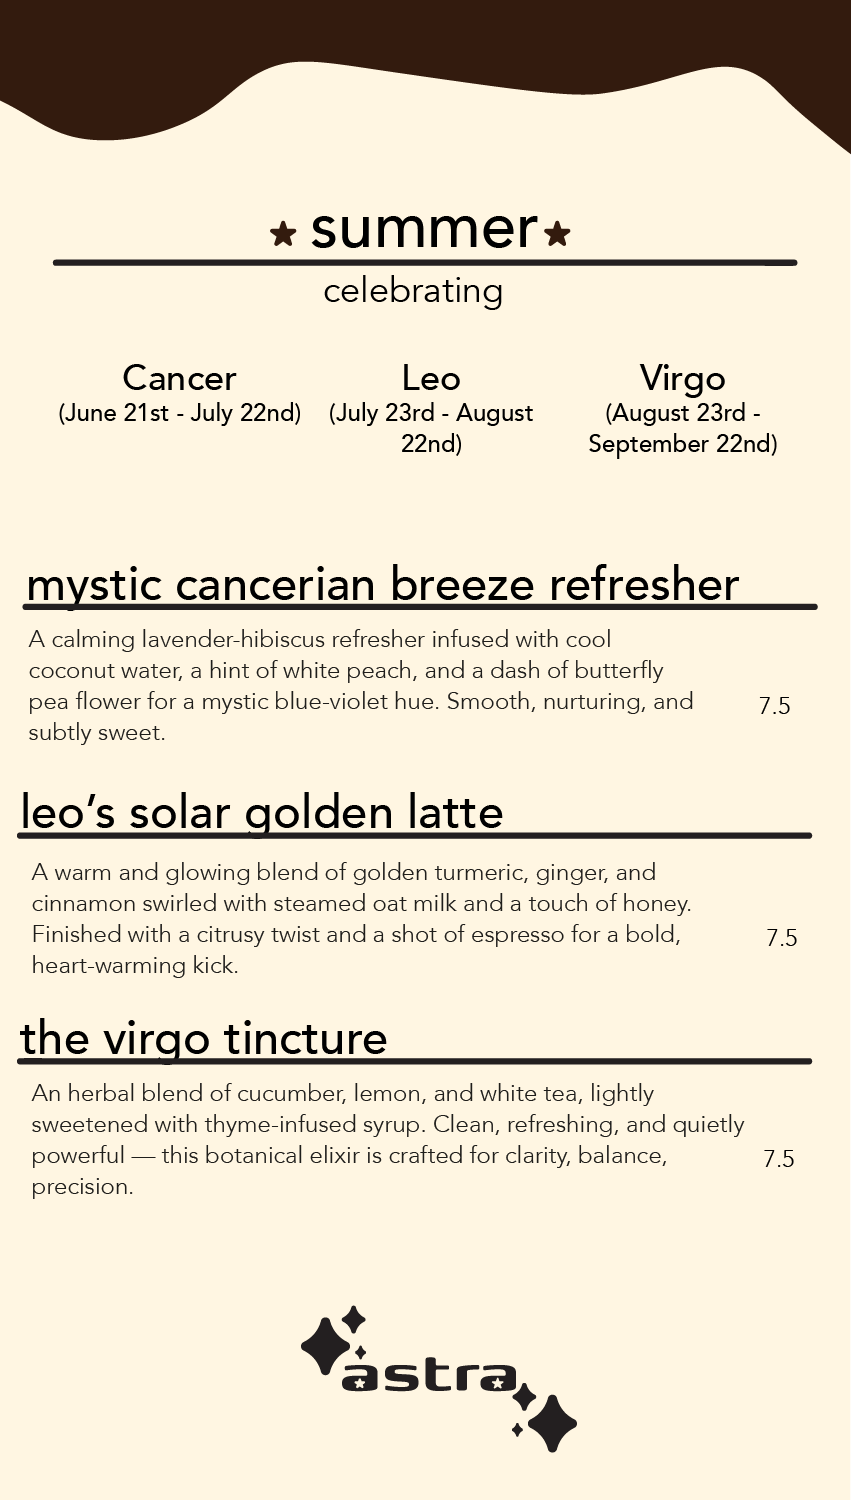 summer
celebrating
Cancer
(June 21st - July 22nd)
Leo
(July 23rd - August
22nd)
Virgo
(August 23rd -
September 22nd)
mystic cancerian breeze refresher
A calming lavender-hibiscus refresher infused with cool
coconut water, a hint of white peach, and a dash of butterfly
pea flower for a mystic blue-violet hue. Smooth, nurturing, and
subtly sweet.
7.5
leo’s solar golden latte
A warm and glowing blend of golden turmeric, ginger, and
cinnamon swirled with steamed oat milk and a touch of honey.
Finished with a citrusy twist and a shot of espresso for a bold,
heart-warming kick.
7.5
the virgo tincture
An herbal blend of cucumber, lemon, and white tea, lightly
sweetened with thyme-infused syrup. Clean, refreshing, and quietly
powerful — this botanical elixir is crafted for clarity, balance,
precision.
7.5
astra